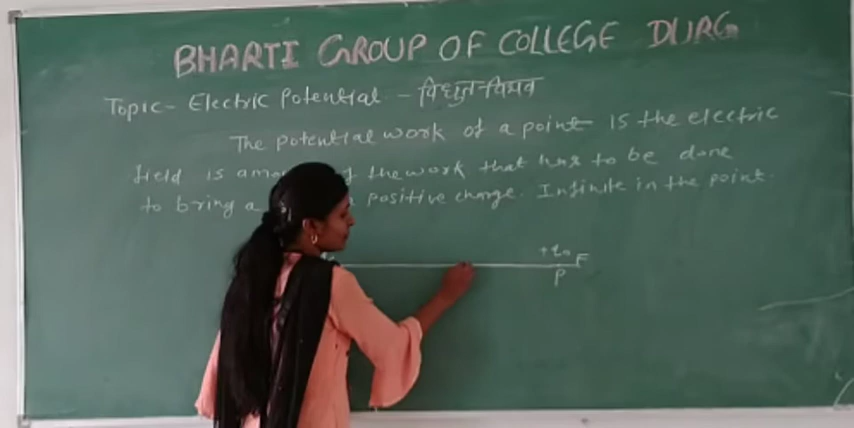 BHARTI GROUP OF COLLEGE DURG
Topic- Electric Potential - विद्युत-विभव
The potential work of a point is the electric
field is of the work that has to be done
to bring a positive charge. Infinite in the point.
+q₀
P